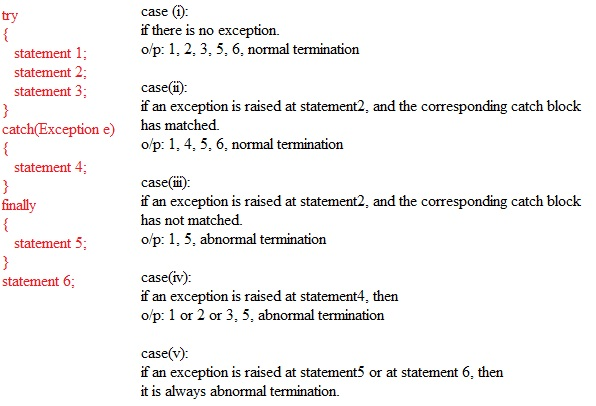 try
{
statement 1;
statement 2;
statement 3;
}
catch(Exception e)
{
statement 4;
}
finally
{
statement 5;
}
statement 6;
case (i):
if there is no exception.
o/p: 1, 2, 3, 5, 6, normal termination
case(ii):
if an exception is raised at statement2, and the corresponding catch block
has matched.
o/p: 1, 4, 5, 6, normal termination
case(iii):
if an exception is raised at statement2, and the corresponding catch block
has not matched.
o/p: 1, 5, abnormal termination
case(iv):
if an exception is raised at statement4, then
o/p: 1 or 2 or 3, 5, abnormal termination
case(v):
if an exception is raised at statement5 or at statement 6, then
it is always abnormal termination.